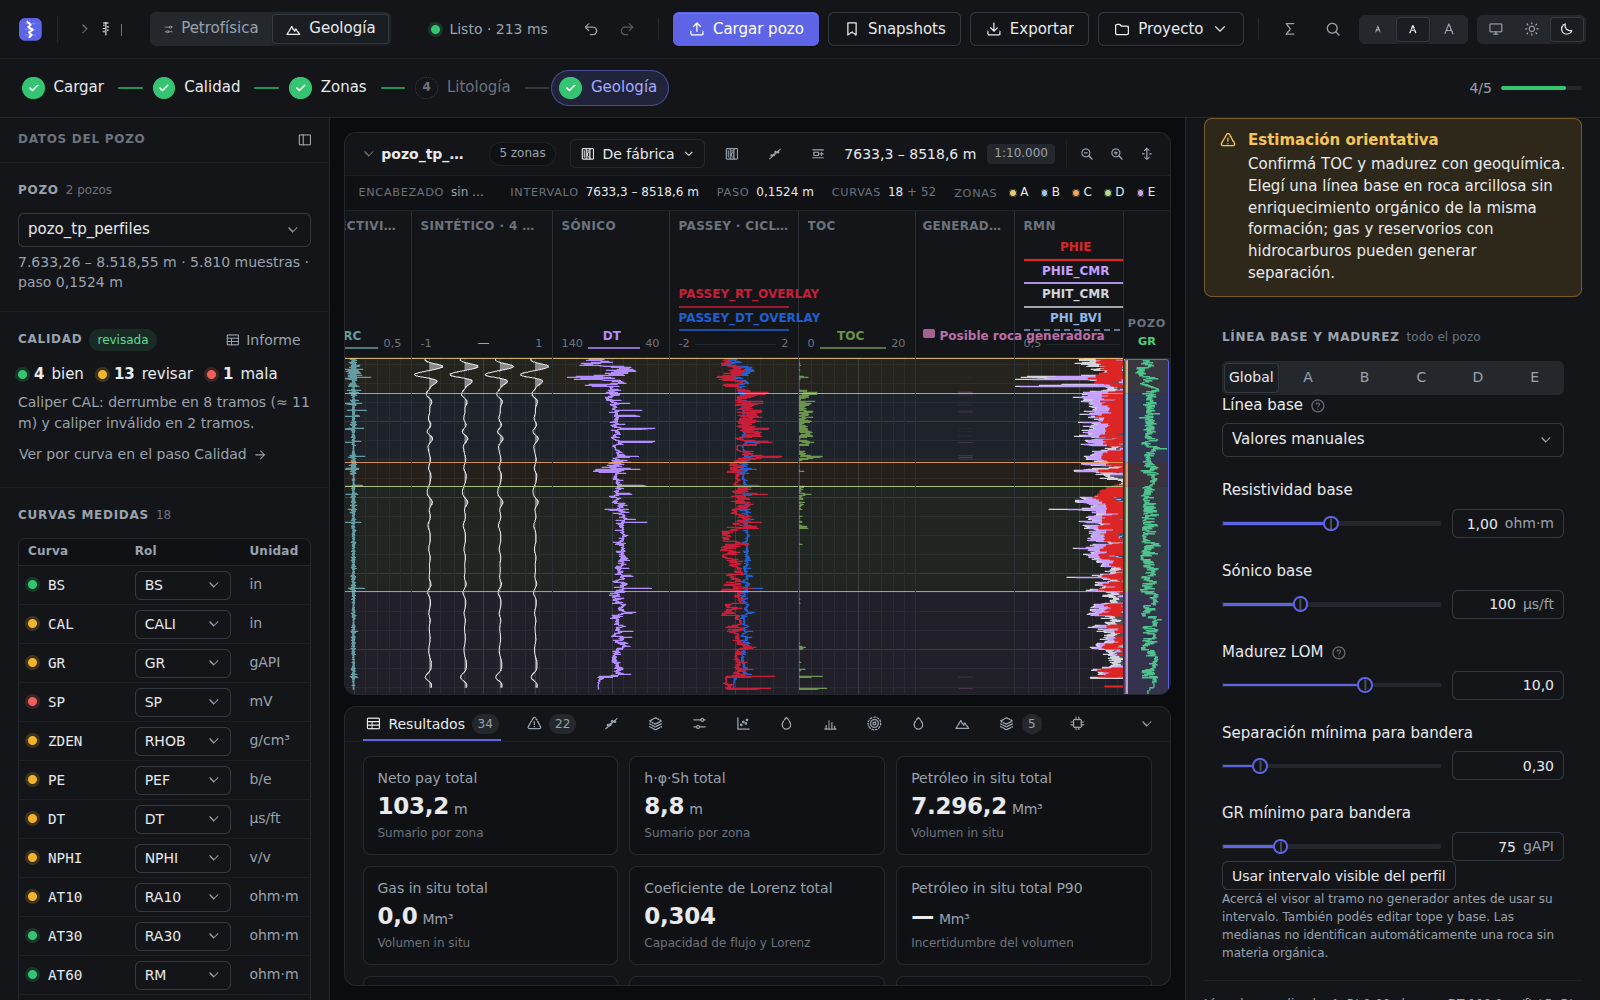 Petrofísica
Geología
Listo · 213 ms
Cargar pozo
Snapshots
Exportar
Proyecto
A
A
A
Cargar
Calidad
Zonas
4 Litología
Geología
4/5
DATOS DEL POZO
POZO 2 pozos
pozo_tp_perfiles
7.633,26 – 8.518,55 m · 5.810 muestras ·
paso 0,1524 m
CALIDAD revisada
Informe
4 bien 13 revisar 1 mala
Caliper CAL: derrumbe en 8 tramos (≈ 11
m) y caliper inválido en 2 tramos.
Ver por curva en el paso Calidad →
CURVAS MEDIDAS 18
Curva Rol Unidad
BS BS in
CAL CALI in
GR GR gAPI
SP SP mV
ZDEN RHOB g/cm³
PE PEF b/e
DT DT µs/ft
NPHI NPHI v/v
AT10 RA10 ohm·m
AT30 RA30 ohm·m
AT60 RM ohm·m
pozo_tp_...
5 zonas
De fábrica
7633,3 – 8518,6 m
1:10.000
ENCABEZADO sin ...
INTERVALO 7633,3 – 8518,6 m
PASO 0,1524 m
CURVAS 18 + 52
ZONAS A B C D E
ECTIVI...
SINTÉTICO · 4 ...
SÓNICO
PASSEY · CICL...
TOC
GENERAD...
RMN
PHIE
PHIE_CMR
PASSEY_RT_OVERLAY
PHIT_CMR
PASSEY_DT_OVERLAY
PHI_BVI
POZO
RC
DT
TOC
Posible roca generadora
GR
0,5
-1 — 1
140 40
-2 2
0 20
0,5
Resultados 34
22
5
Neto pay total
103,2 m
Sumario por zona
h·φ·Sh total
8,8 m
Sumario por zona
Petróleo in situ total
7.296,2 Mm³
Volumen in situ
Gas in situ total
0,0 Mm³
Volumen in situ
Coeficiente de Lorenz total
0,304
Capacidad de flujo y Lorenz
Petróleo in situ total P90
— Mm³
Incertidumbre del volumen
Estimación orientativa
Confirmá TOC y madurez con geoquímica.
Elegí una línea base en roca arcillosa sin
enriquecimiento orgánico de la misma
formación; gas y reservorios con
hidrocarburos pueden generar
separación.
LÍNEA BASE Y MADUREZ todo el pozo
Global A B C D E
Línea base
Valores manuales
Resistividad base
1,00 ohm·m
Sónico base
100 µs/ft
Madurez LOM
10,0
Separación mínima para bandera
0,30
GR mínimo para bandera
75 gAPI
Usar intervalo visible del perfil
Acercá el visor al tramo no generador antes de usar su
intervalo. También podés editar tope y base. Las
medianas no identifican automáticamente una roca sin
materia orgánica.